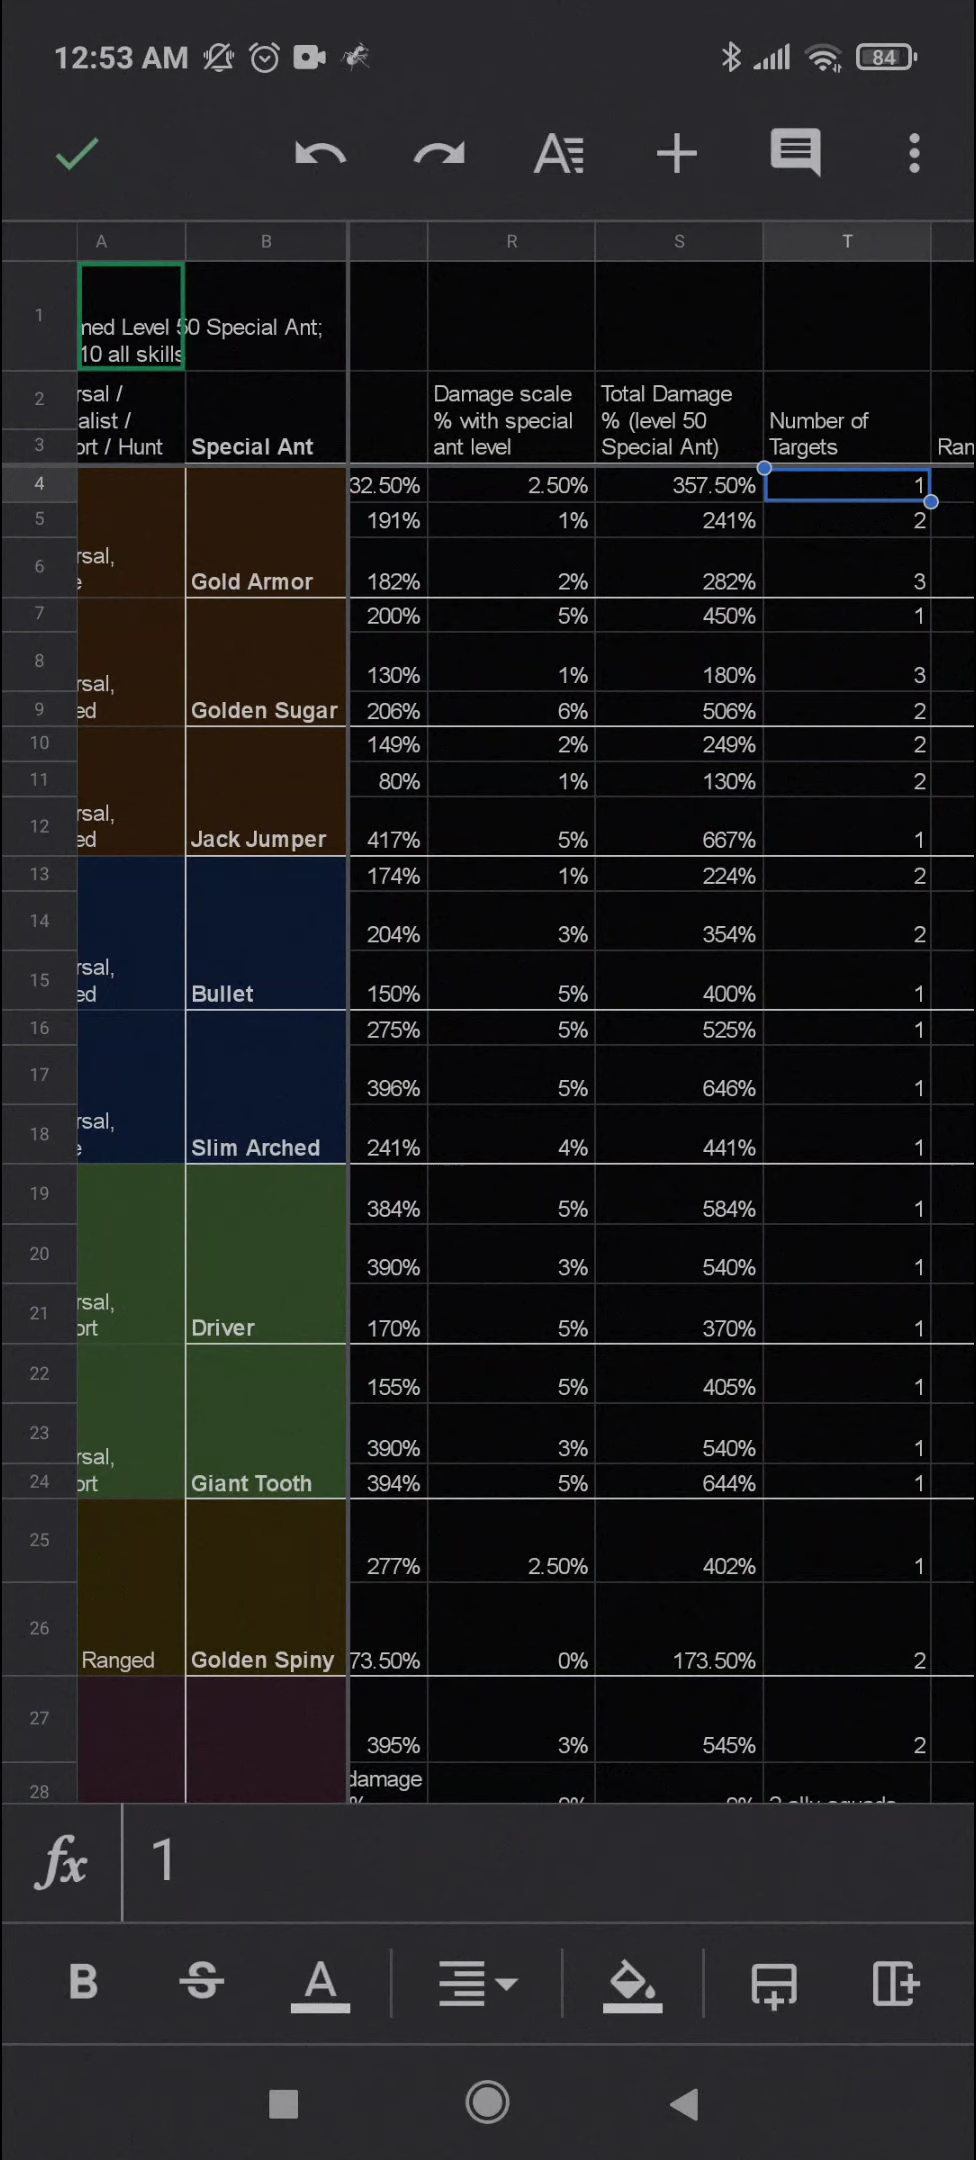 12:53 AM 84
A B R S T
1 med Level 50 Special Ant;
10 all skills
2 rsal / Damage scale Total Damage
alist / % with special % (level 50 Number of
3 ort / Hunt Special Ant ant level Special Ant) Targets Ran
4 32.50% 2.50% 357.50% 1
5 191% 1% 241% 2
rsal,
6 e Gold Armor 182% 2% 282% 3
7 200% 5% 450% 1
8 130% 1% 180% 3
rsal,
9 ed Golden Sugar 206% 6% 506% 2
10 149% 2% 249% 2
11 80% 1% 130% 2
rsal,
12 ed Jack Jumper 417% 5% 667% 1
13 174% 1% 224% 2
14 204% 3% 354% 2
rsal,
15 ed Bullet 150% 5% 400% 1
16 275% 5% 525% 1
17 396% 5% 646% 1
rsal,
18 e Slim Arched 241% 4% 441% 1
19 384% 5% 584% 1
20 390% 3% 540% 1
rsal,
21 ort Driver 170% 5% 370% 1
22 155% 5% 405% 1
23 390% 3% 540% 1
rsal,
24 ort Giant Tooth 394% 5% 644% 1
25 277% 2.50% 402% 1
26 Ranged Golden Spiny 73.50% 0% 173.50% 2
27 395% 3% 545% 2
damage
28 %
fx 1
B S A